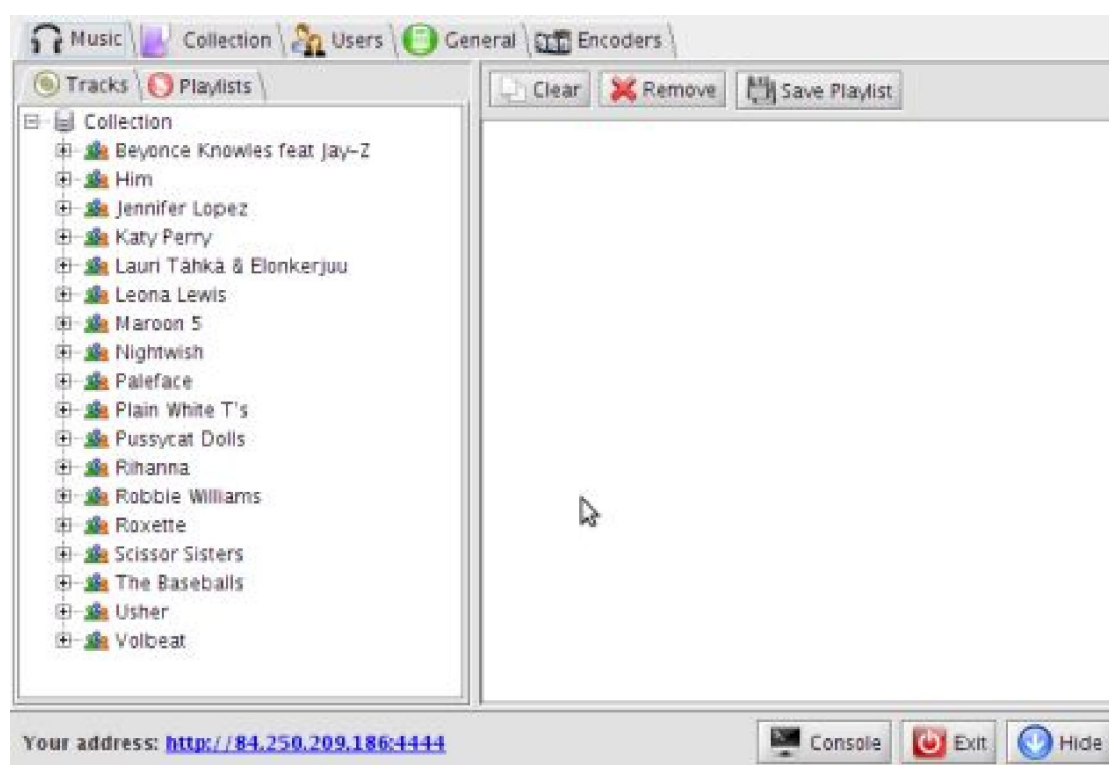 Music Collection Users General Encoders
Tracks Playlists
Clear Remove Save Playlist
Collection
Beyonce Knowles feat Jay-Z
Him
Jennifer Lopez
Katy Perry
Lauri Tähkä & Elonkerjuu
Leona Lewis
Maroon 5
Nightwish
Paleface
Plain White T's
Pussycat Dolls
Rihanna
Robbie Williams
Roxette
Scissor Sisters
The Baseballs
Usher
Volbeat
Your address: http://84.250.209.186:4444
Console Exit Hide